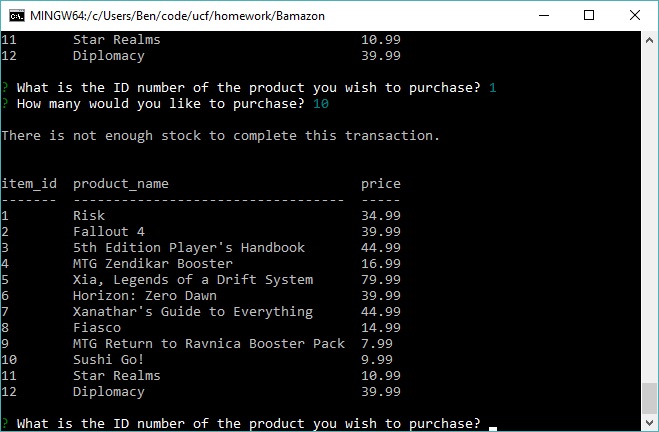 MINGW64:/c/Users/Ben/code/ucf/homework/Bamazon
11 Star Realms 10.99
12 Diplomacy 39.99
? What is the ID number of the product you wish to purchase? 1
? How many would you like to purchase? 10
There is not enough stock to complete this transaction.
item_id product_name price
------- ---------------------------------- -----
1 Risk 34.99
2 Fallout 4 39.99
3 5th Edition Player's Handbook 44.99
4 MTG Zendikar Booster 16.99
5 Xia, Legends of a Drift System 79.99
6 Horizon: Zero Dawn 39.99
7 Xanathar's Guide to Everything 44.99
8 Fiasco 14.99
9 MTG Return to Ravnica Booster Pack 7.99
10 Sushi Go! 9.99
11 Star Realms 10.99
12 Diplomacy 39.99
? What is the ID number of the product you wish to purchase?